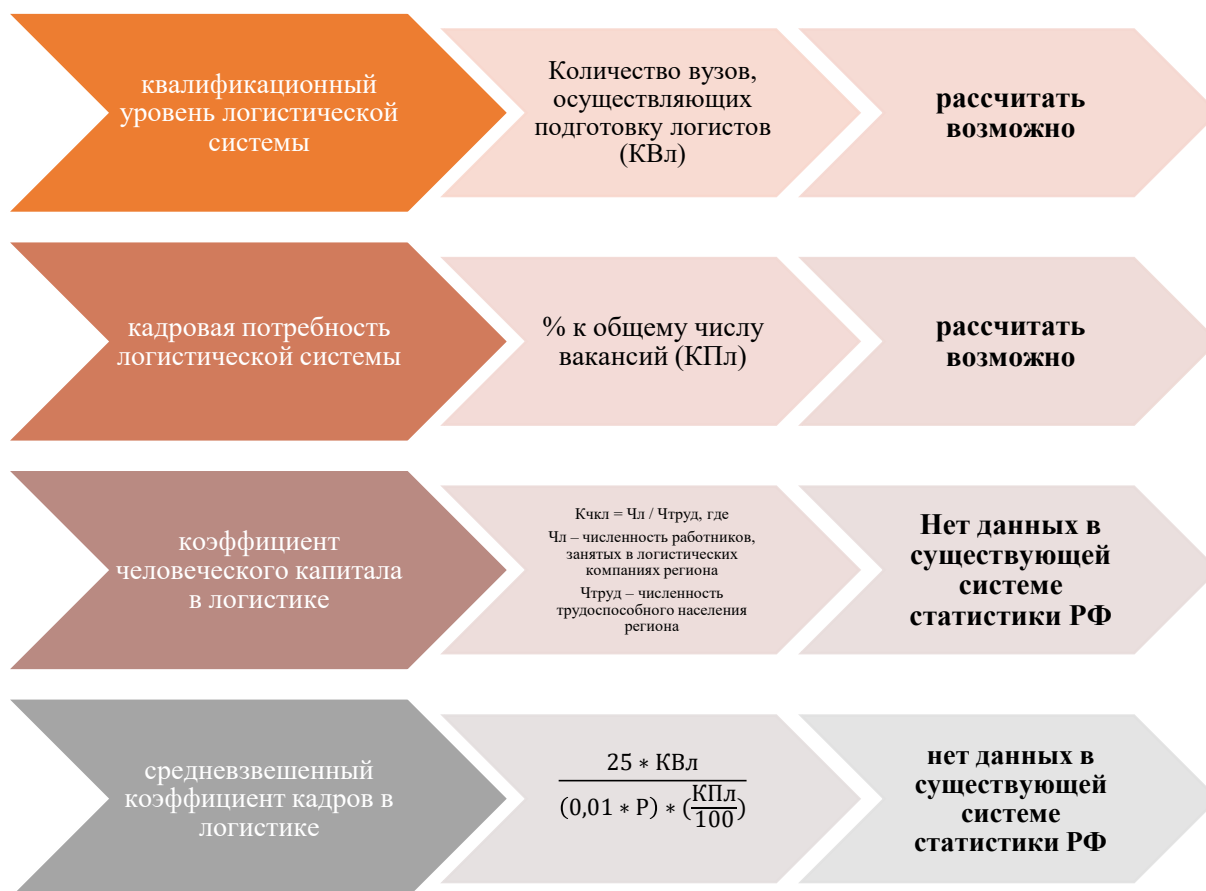 квалификационный
уровень логистической
системы
Количество вузов,
осуществляющих
подготовку логистов
(КВл)
рассчитать
возможно
кадровая потребность
логистической системы
% к общему числу
вакансий (КПл)
рассчитать
возможно
коэффициент
человеческого капитала
в логистике
Кчкл = Чл / Чтруд, где
Чл – численность работников,
занятых в логистических
компаниях региона
Чтруд – численность
трудоспособного населения
региона
Нет данных в
существующей
системе
статистики РФ
средневзвешенный
коэффициент кадров в
логистике
25 ∗ КВл
(0,01 ∗ Р) ∗ (КПл/100)
нет данных в
существующей
системе
статистики РФ